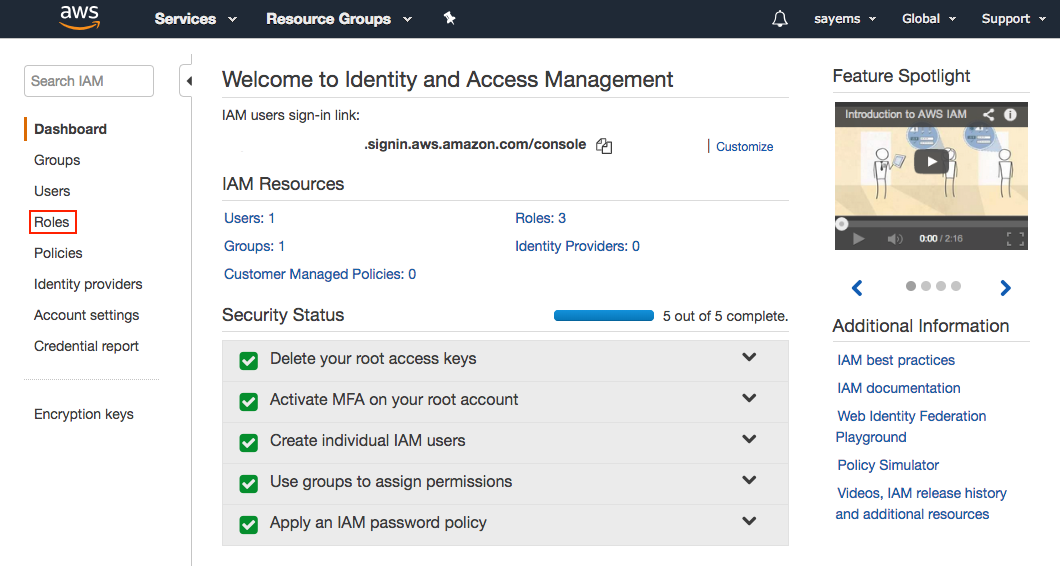 aws
Services
Resource Groups
sayems
Global
Support
Search IAM
Dashboard
Groups
Users
Roles
Policies
Identity providers
Account settings
Credential report
Encryption keys
Welcome to Identity and Access Management
IAM users sign-in link:
.signin.aws.amazon.com/console
Customize
IAM Resources
Users: 1
Roles: 3
Groups: 1
Identity Providers: 0
Customer Managed Policies: 0
Security Status
5 out of 5 complete.
Delete your root access keys
Activate MFA on your root account
Create individual IAM users
Use groups to assign permissions
Apply an IAM password policy
Feature Spotlight
Introduction to AWS IAM
0:00 / 2:16
Additional Information
IAM best practices
IAM documentation
Web Identity Federation
Playground
Policy Simulator
Videos, IAM release history
and additional resources